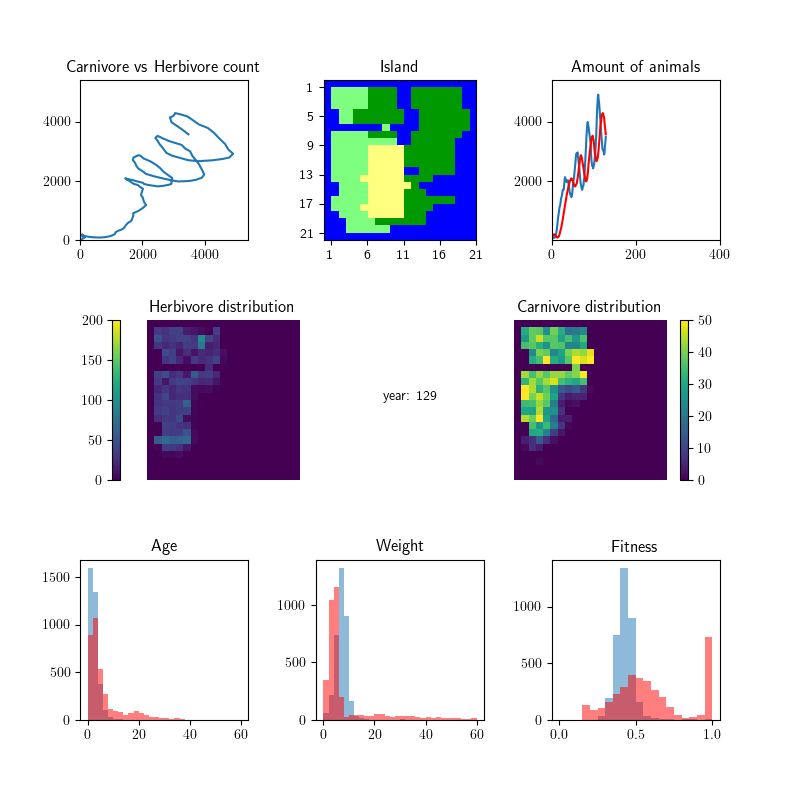 Carnivore vs Herbivore count
4000
2000
0
0 2000 4000
Island
1
5
9
13
17
21
1 6 11 16 21
Amount of animals
4000
2000
0 200 400
Herbivore distribution
200
150
100
50
0
year: 129
Carnivore distribution
50
40
30
20
10
0
Age
1500
1000
500
0
0 20 40 60
Weight
1000
500
0
0 20 40 60
Fitness
1000
500
0
0.0 0.5 1.0